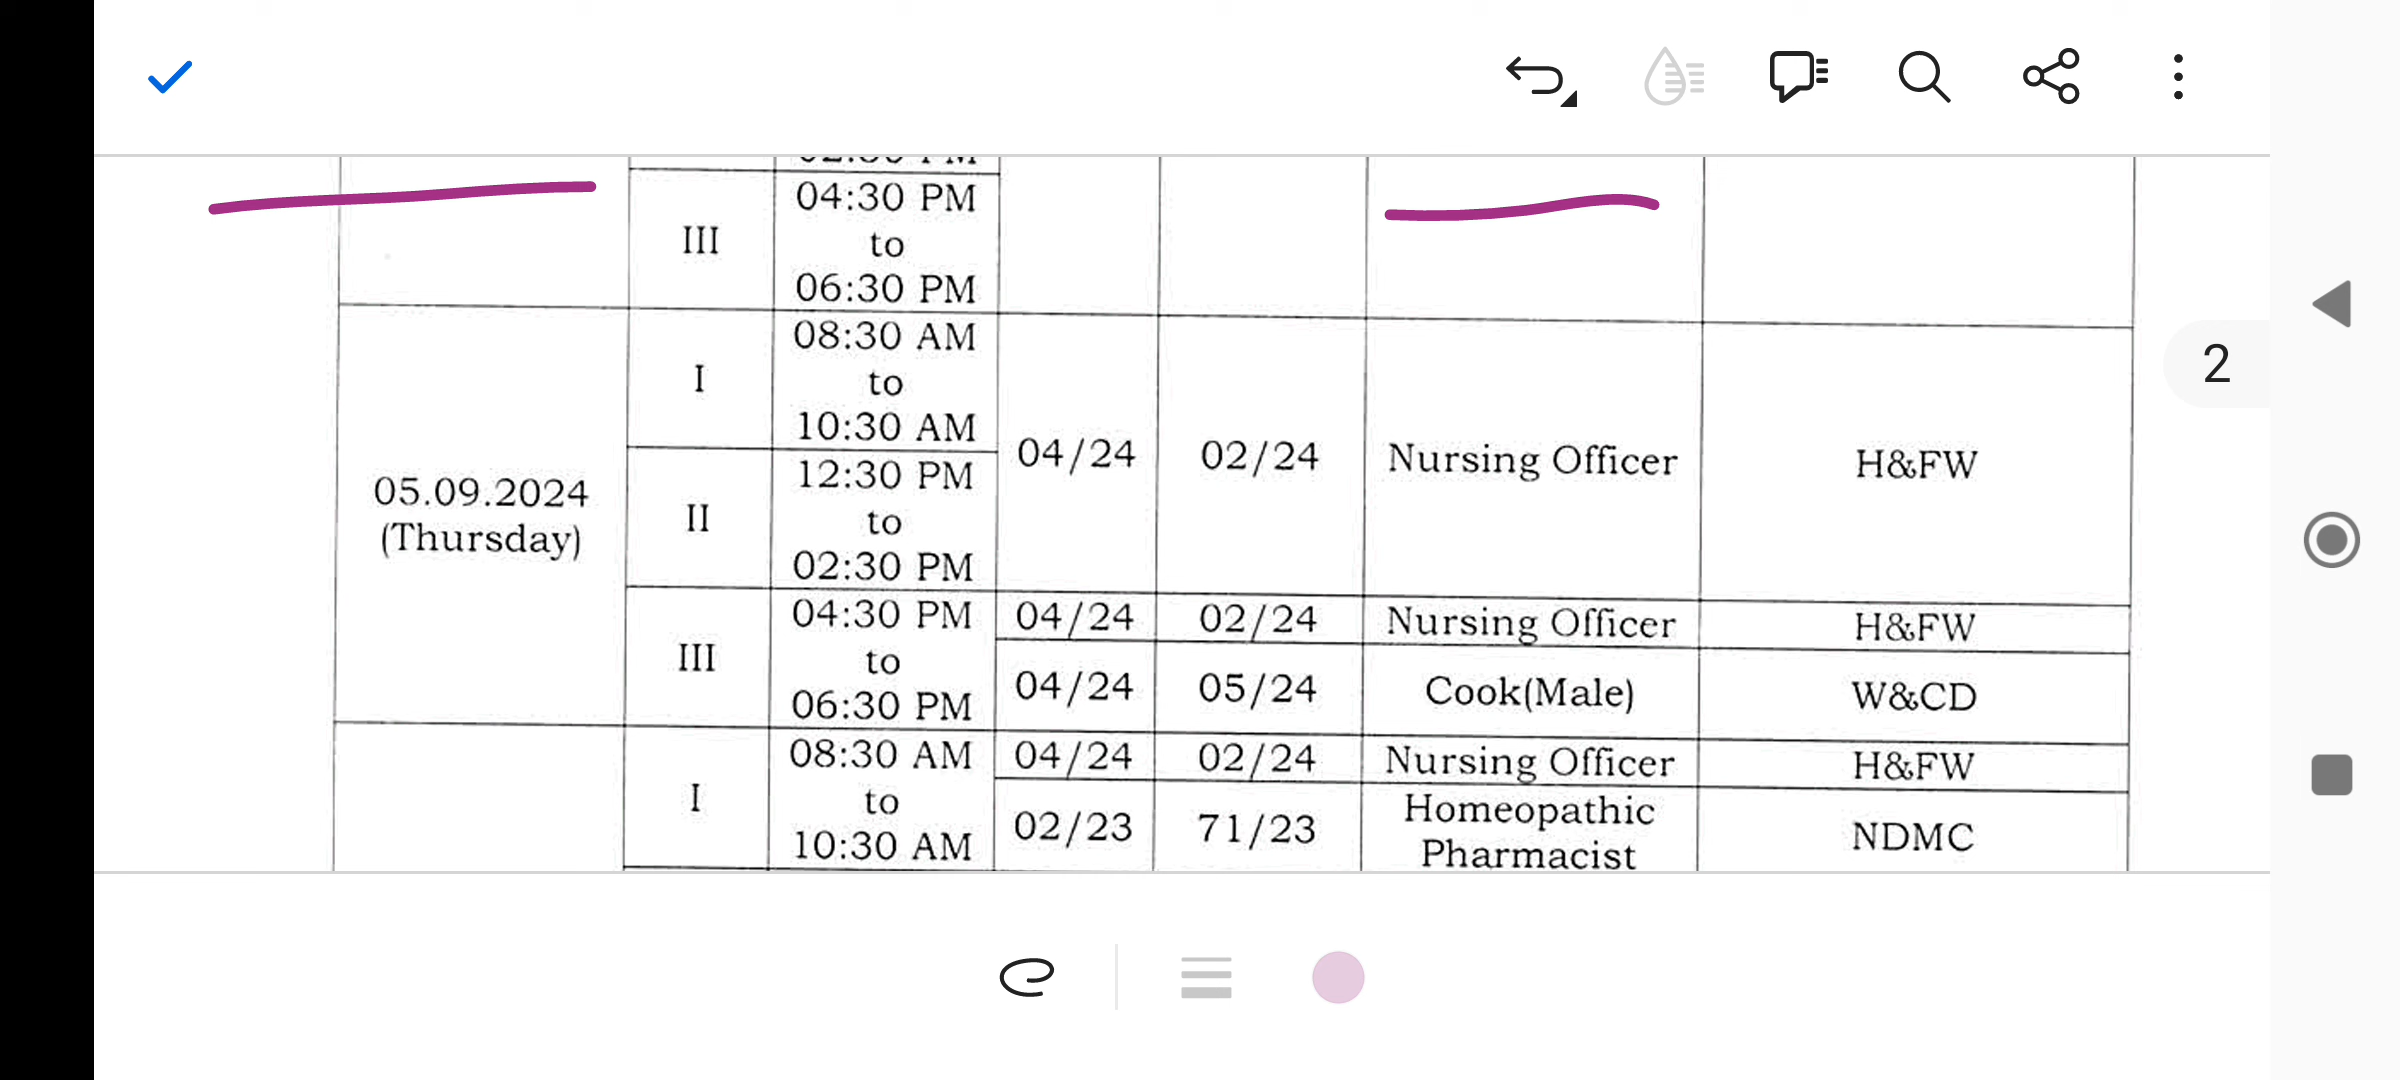 III
04:30 PM
to
06:30 PM
05.09.2024
(Thursday)
I
08:30 AM
to
10:30 AM
04/24
02/24
Nursing Officer
H&FW
II
12:30 PM
to
02:30 PM
III
04:30 PM
to
06:30 PM
04/24
02/24
Nursing Officer
H&FW
04/24
05/24
Cook(Male)
W&CD
I
08:30 AM
to
10:30 AM
04/24
02/24
Nursing Officer
H&FW
02/23
71/23
Homeopathic
Pharmacist
NDMC
2